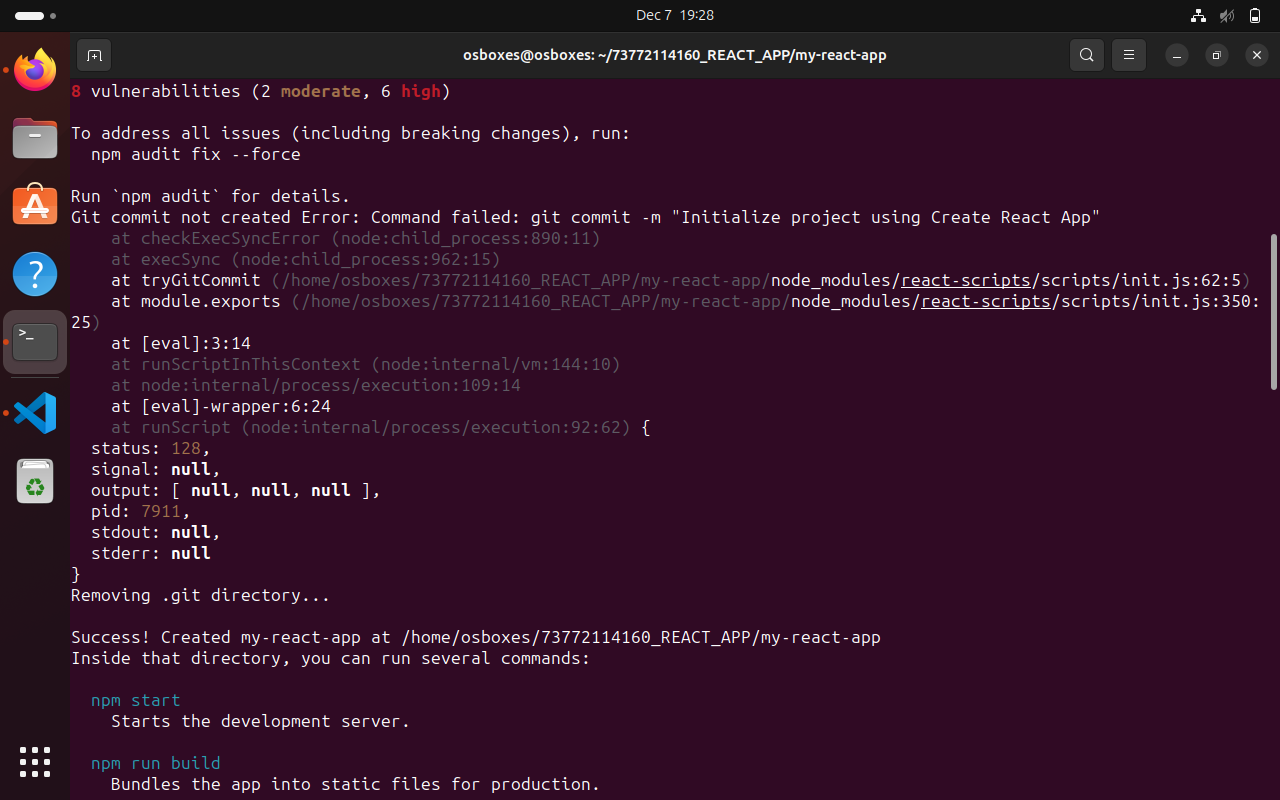 Dec 7 19:28
osboxes@osboxes: ~/73772114160_REACT_APP/my-react-app
8 vulnerabilities (2 moderate, 6 high)
To address all issues (including breaking changes), run:
npm audit fix --force
Run `npm audit` for details.
Git commit not created Error: Command failed: git commit -m "Initialize project using Create React App"
at checkExecSyncError (node:child_process:890:11)
at execSync (node:child_process:962:15)
at tryGitCommit (/home/osboxes/73772114160_REACT_APP/my-react-app/node_modules/react-scripts/scripts/init.js:62:5)
at module.exports (/home/osboxes/73772114160_REACT_APP/my-react-app/node_modules/react-scripts/scripts/init.js:350:
25)
at [eval]:3:14
at runScriptInThisContext (node:internal/vm:144:10)
at node:internal/process/execution:109:14
at [eval]-wrapper:6:24
at runScript (node:internal/process/execution:92:62) {
status: 128,
signal: null,
output: [ null, null, null ],
pid: 7911,
stdout: null,
stderr: null
}
Removing .git directory...
Success! Created my-react-app at /home/osboxes/73772114160_REACT_APP/my-react-app
Inside that directory, you can run several commands:
npm start
Starts the development server.
npm run build
Bundles the app into static files for production.